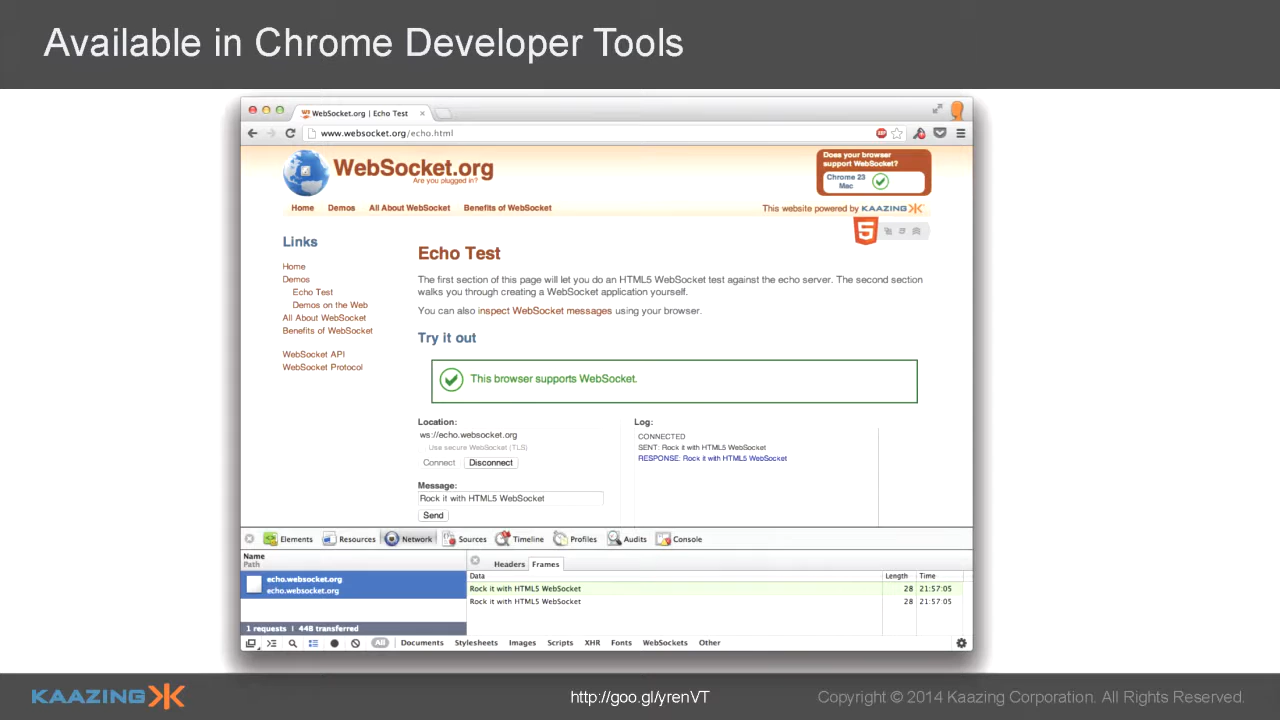 Available in Chrome Developer Tools
WebSocket.org | Echo Test
www.websocket.org/echo.html
WebSocket.org
Are you plugged in?
Does your browser
support WebSocket?
Chrome 23
Mac
Home Demos All About WebSocket Benefits of WebSocket
This website powered by KAAZING
Links
Home
Demos
Echo Test
Demos on the Web
All About WebSocket
Benefits of WebSocket
WebSocket API
WebSocket Protocol
Echo Test
The first section of this page will let you do an HTML5 WebSocket test against the echo server. The second section
walks you through creating a WebSocket application yourself.
You can also inspect WebSocket messages using your browser.
Try it out
This browser supports WebSocket.
Location:
ws://echo.websocket.org
Use secure WebSocket (TLS)
Connect Disconnect
Message:
Rock it with HTML5 WebSocket
Send
Log:
CONNECTED
SENT: Rock it with HTML5 WebSocket
RESPONSE: Rock it with HTML5 WebSocket
Elements Resources Network Sources Timeline Profiles Audits Console
Name
Path
echo.websocket.org
echo.websocket.org
1 requests | 44B transferred
Headers Frames
Data Length Time
Rock it with HTML5 WebSocket 28 21:57:05
Rock it with HTML5 WebSocket 28 21:57:05
All Documents Stylesheets Images Scripts XHR Fonts WebSockets Other
KAAZING
http://goo.gl/yrenVT
Copyright © 2014 Kaazing Corporation. All Rights Reserved.